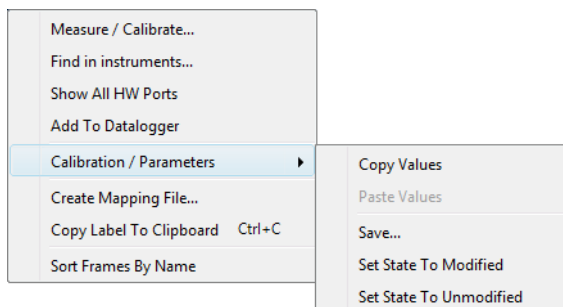 Measure / Calibrate...
Find in instruments...
Show All HW Ports
Add To Datalogger
Calibration / Parameters
Create Mapping File...
Copy Label To Clipboard Ctrl+C
Sort Frames By Name
Copy Values
Paste Values
Save...
Set State To Modified
Set State To Unmodified